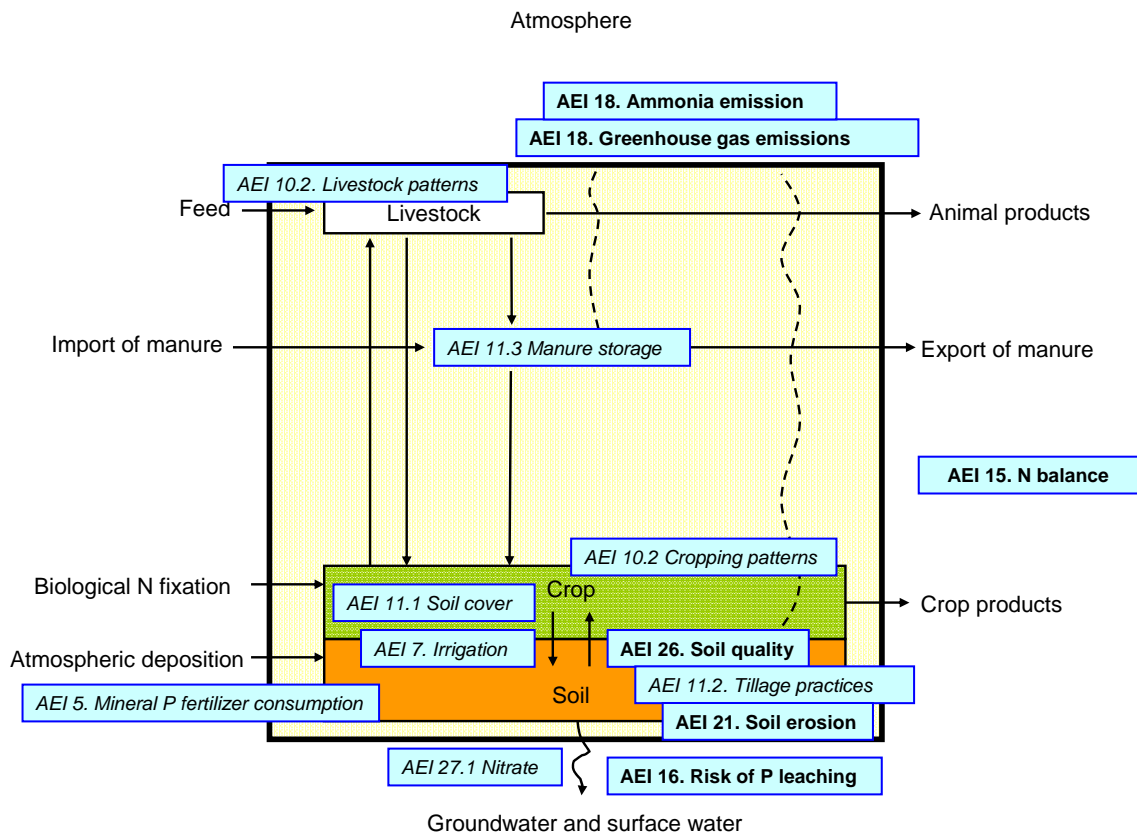 Atmosphere
AEI 18. Ammonia emission
AEI 18. Greenhouse gas emissions
AEI 10.2. Livestock patterns
Feed
Livestock
Animal products
Import of manure
AEI 11.3 Manure storage
Export of manure
AEI 15. N balance
AEI 10.2 Cropping patterns
Biological N fixation
Crop
AEI 11.1 Soil cover
Crop products
AEI 7. Irrigation
AEI 26. Soil quality
Atmospheric deposition
AEI 11.2. Tillage practices
AEI 5. Mineral P fertilizer consumption
Soil
AEI 21. Soil erosion
AEI 27.1 Nitrate
AEI 16. Risk of P leaching
Groundwater and surface water